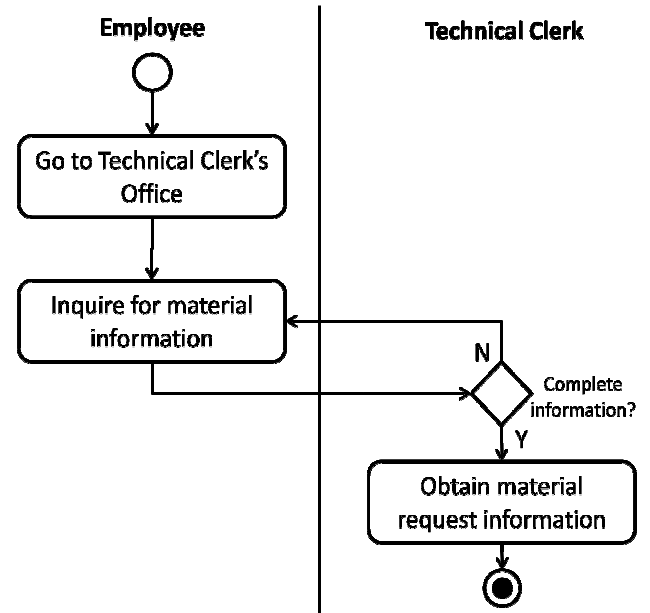 Employee
Technical Clerk
Go to Technical Clerk's
Office
Inquire for material
information
N
Complete
information?
Y
Obtain material
request information